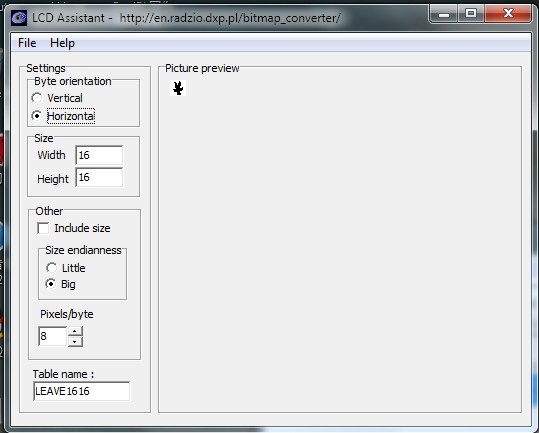 LCD Assistant - http://en.radzio.dxp.pl/bitmap_converter/
File Help
Settings
Byte orientation
Vertical
Horizontal
Size
Width 16
Height 16
Other
Include size
Size endianness
Little
Big
Pixels/byte
8
Table name :
LEAVE1616
Picture preview